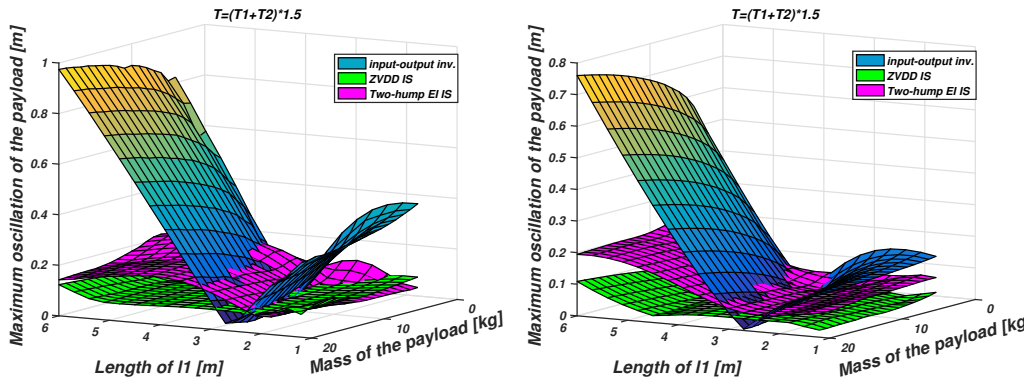 T=(T1+T2)*1.5
Maximum oscillation of the payload [m]
1
0.8
0.6
0.4
0.2
0
input-output inv.
ZVDD IS
Two-hump EI IS
6
5
4
3
2
1
Length of l1 [m]
20
10
0
Mass of the payload [kg]
T=(T1+T2)*1.5
Maximum oscillation of the payload [m]
0.8
0.7
0.6
0.5
0.4
0.3
0.2
0.1
0
input-output inv.
ZVDD IS
Two-hump EI IS
6
5
4
3
2
1
Length of l1 [m]
20
10
0
Mass of the payload [kg]